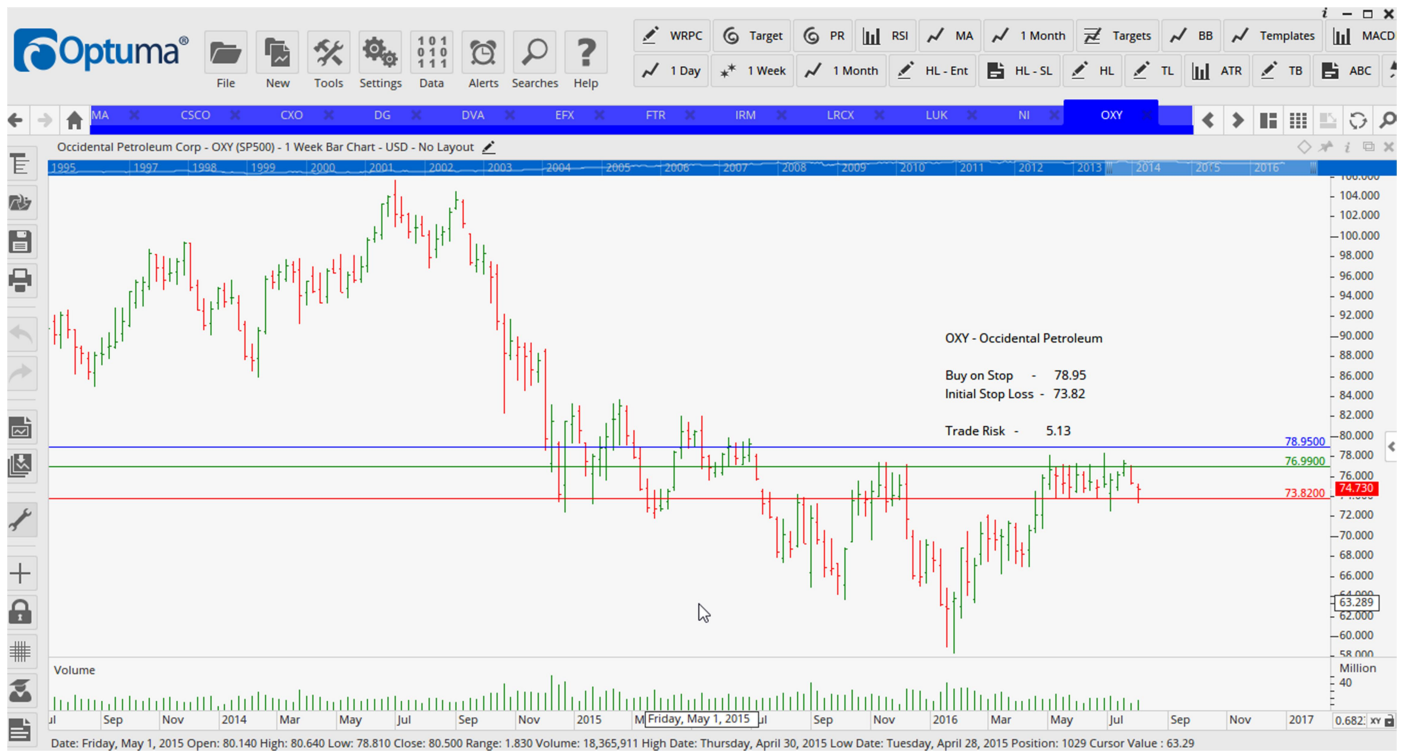 Optuma®
File New Tools Settings Data Alerts Searches Help
101
010
111
WRPC Target PR RSI MA 1 Month Targets BB Templates MACD
1 Day 1 Week 1 Month HL - Ent HL - SL HL TL ATR TB ABC
MA CSCO CXO DG DVA EFX FTR IRM LRCX LUK NI OXY
Occidental Petroleum Corp - OXY (SP500) - 1 Week Bar Chart - USD - No Layout
1995 1997 1998 1999 2000 2001 2002 2003 2004 2005 2006 2007 2008 2009 2010 2011 2012 2013 2014 2015 2016
106.000
104.000
102.000
100.000
98.000
96.000
94.000
92.000
90.000
OXY - Occidental Petroleum
88.000
86.000
Buy on Stop - 78.95
Initial Stop Loss - 73.82
84.000
82.000
Trade Risk - 5.13
80.000
78.9500
78.000
76.9900
76.000
74.730
73.8200
72.000
70.000
68.000
66.000
64.000
63.289
62.000
60.000
58.000
Volume
Million
40
Sep Nov 2014 Mar May Jul Sep Nov 2015 Friday, May 1, 2015 Sep Nov 2016 Mar May Jul Sep Nov 2017 XY
Date: Friday, May 1, 2015 Open: 80.140 High: 80.640 Low: 78.810 Close: 80.500 Range: 1.830 Volume: 18,365,911 High Date: Thursday, April 30, 2015 Low Date: Tuesday, April 28, 2015 Position: 1029 Cursor Value : 63.29